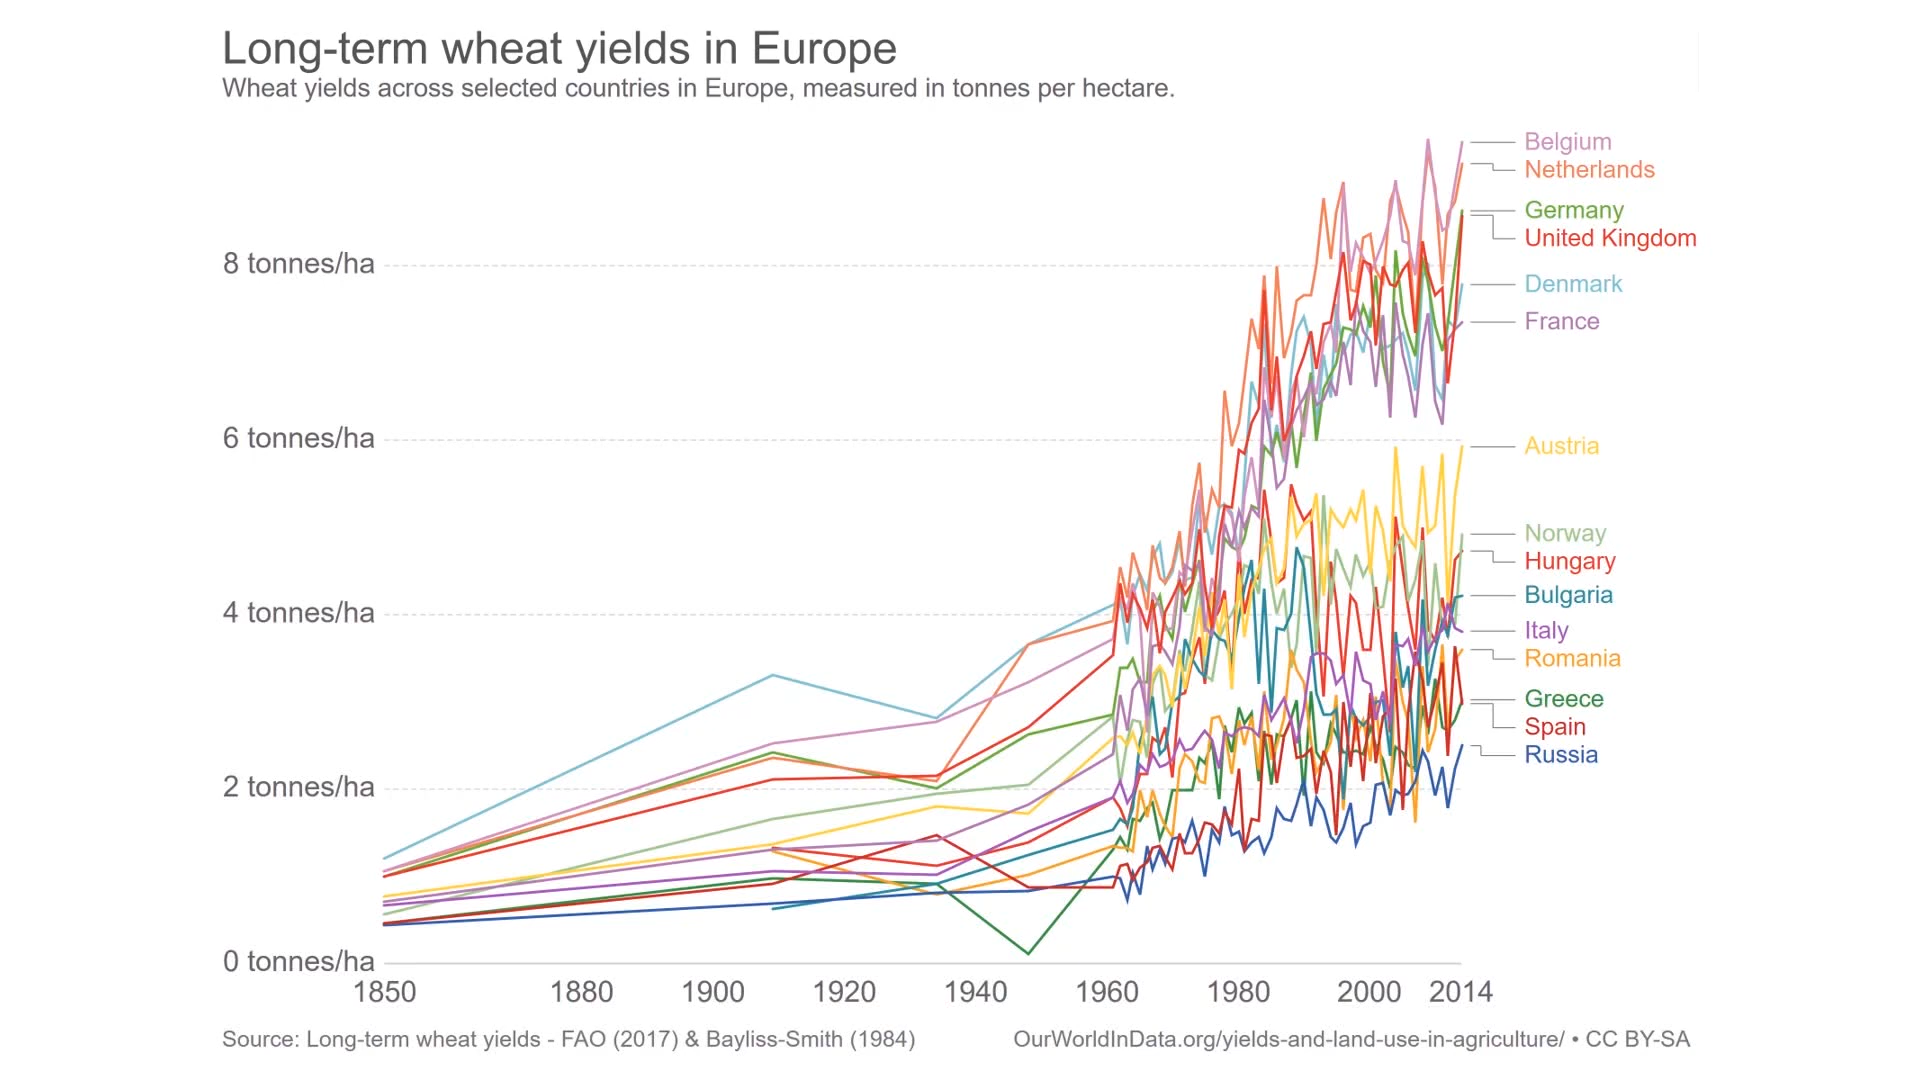 Long-term wheat yields in Europe
Wheat yields across selected countries in Europe, measured in tonnes per hectare.
Belgium
Netherlands
Germany
United Kingdom
8 tonnes/ha
Denmark
France
6 tonnes/ha
Austria
Norway
Hungary
Bulgaria
4 tonnes/ha
Italy
Romania
Greece
Spain
Russia
2 tonnes/ha
0 tonnes/ha
1850 1880 1900 1920 1940 1960 1980 2000 2014
Source: Long-term wheat yields - FAO (2017) & Bayliss-Smith (1984)
OurWorldInData.org/yields-and-land-use-in-agriculture/ • CC BY-SA